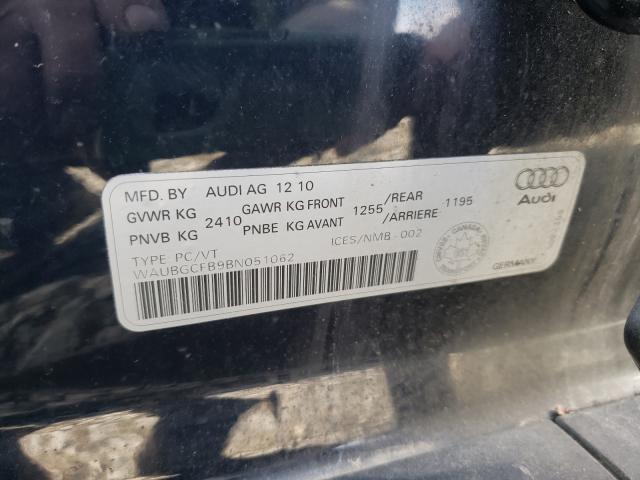 MFD. BY AUDI AG 12 10
GVWR KG 2410 GAWR KG FRONT 1255 /REAR 1195
PNVB KG PNBE KG AVANT /ARRIERE
TYPE: PC/VT ICES/NMB-002
WAUBGCFB9BN051062
Audi
CANADA
GERMANY